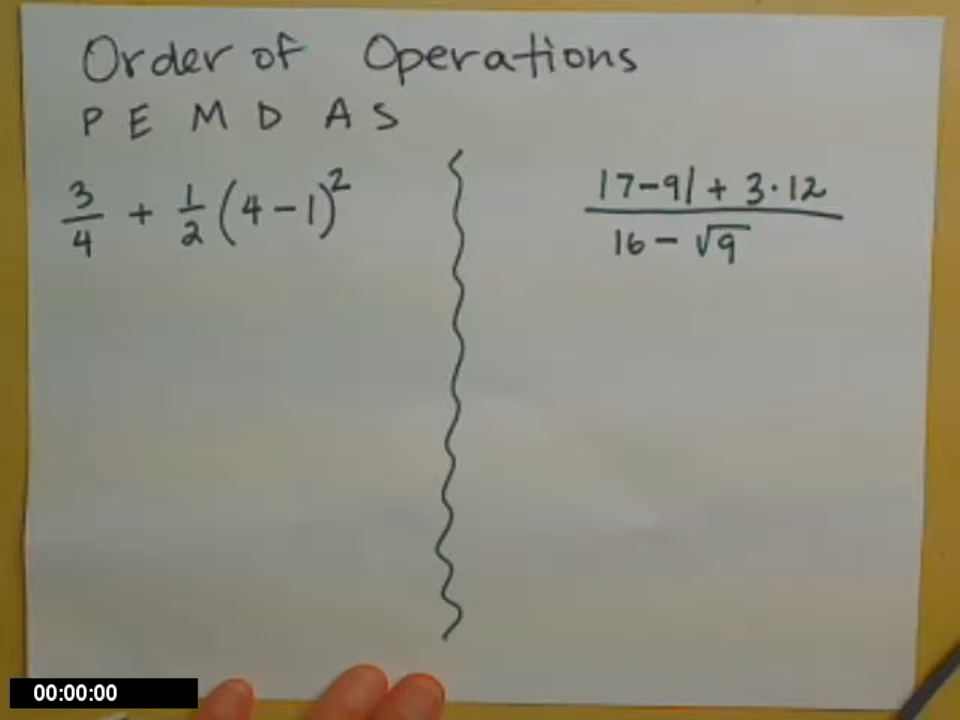 Order of Operations
P E M D A S
3/4 + 1/2 (4 - 1)²
|7-9| + 3·12
16 - √9
00:00:00